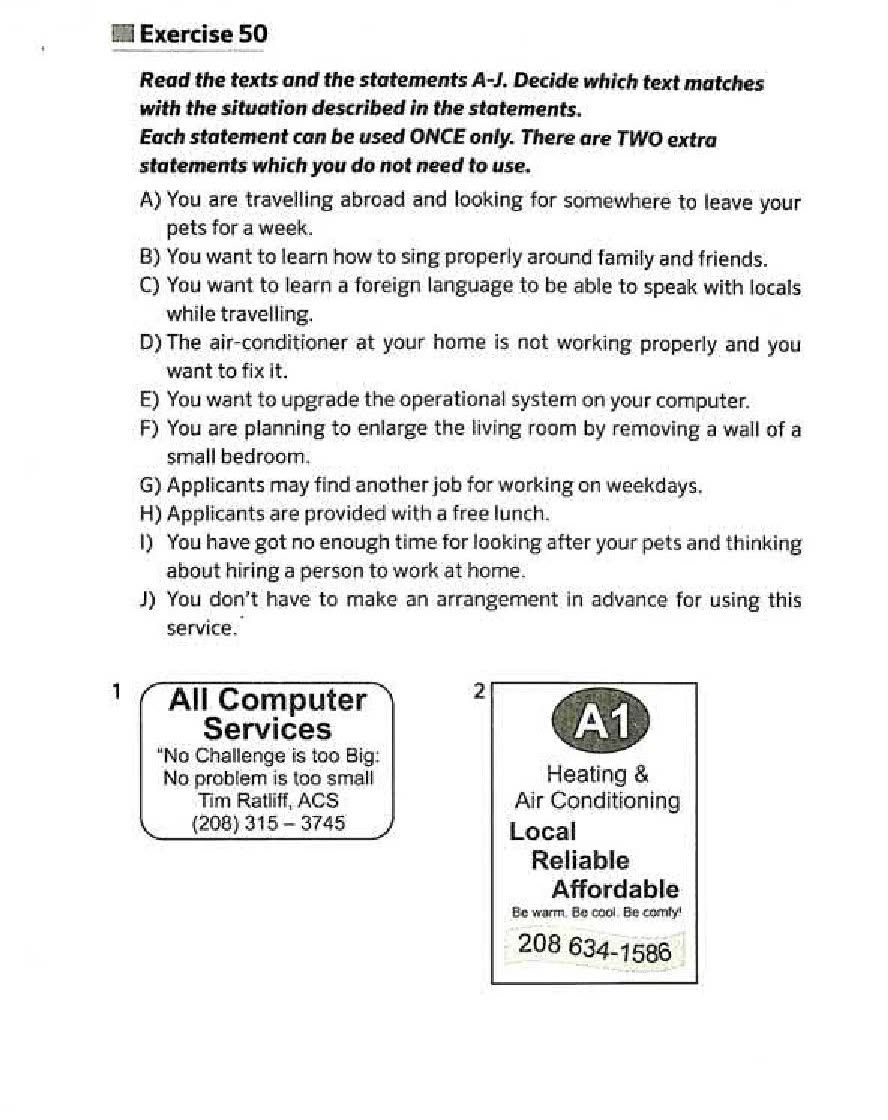 Exercise 50
Read the texts and the statements A-J. Decide which text matches
with the situation described in the statements.
Each statement can be used ONCE only. There are TWO extra
statements which you do not need to use.
A) You are travelling abroad and looking for somewhere to leave your
pets for a week.
B) You want to learn how to sing properly around family and friends.
C) You want to learn a foreign language to be able to speak with locals
while travelling.
D) The air-conditioner at your home is not working properly and you
want to fix it.
E) You want to upgrade the operational system on your computer.
F) You are planning to enlarge the living room by removing a wall of a
small bedroom.
G) Applicants may find another job for working on weekdays.
H) Applicants are provided with a free lunch.
I) You have got no enough time for looking after your pets and thinking
about hiring a person to work at home.
J) You don't have to make an arrangement in advance for using this
service.
1
All Computer
Services
"No Challenge is too Big:
No problem is too small
Tim Ratliff, ACS
(208) 315 – 3745
2
A1
Heating &
Air Conditioning
Local
Reliable
Affordable
Be warm. Be cool. Be comfy!
208 634-1586